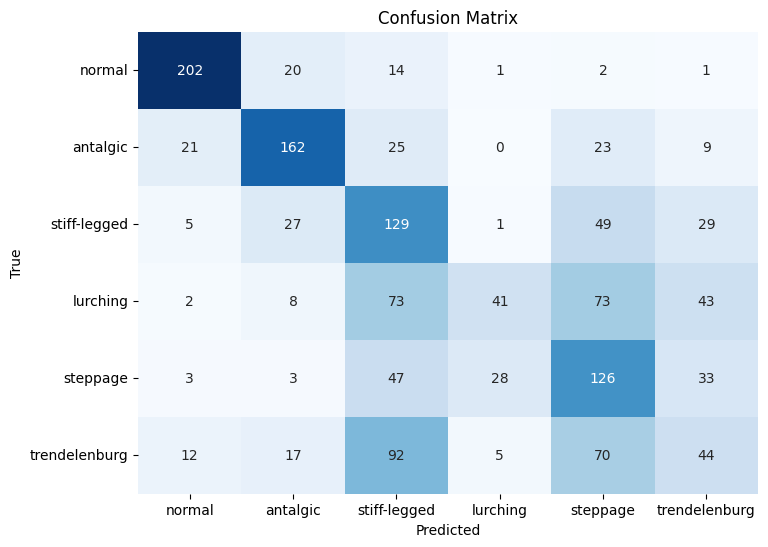 Confusion Matrix
True
normal 202 20 14 1 2 1
antalgic 21 162 25 0 23 9
stiff-legged 5 27 129 1 49 29
lurching 2 8 73 41 73 43
steppage 3 3 47 28 126 33
trendelenburg 12 17 92 5 70 44
normal antalgic stiff-legged lurching steppage trendelenburg
Predicted